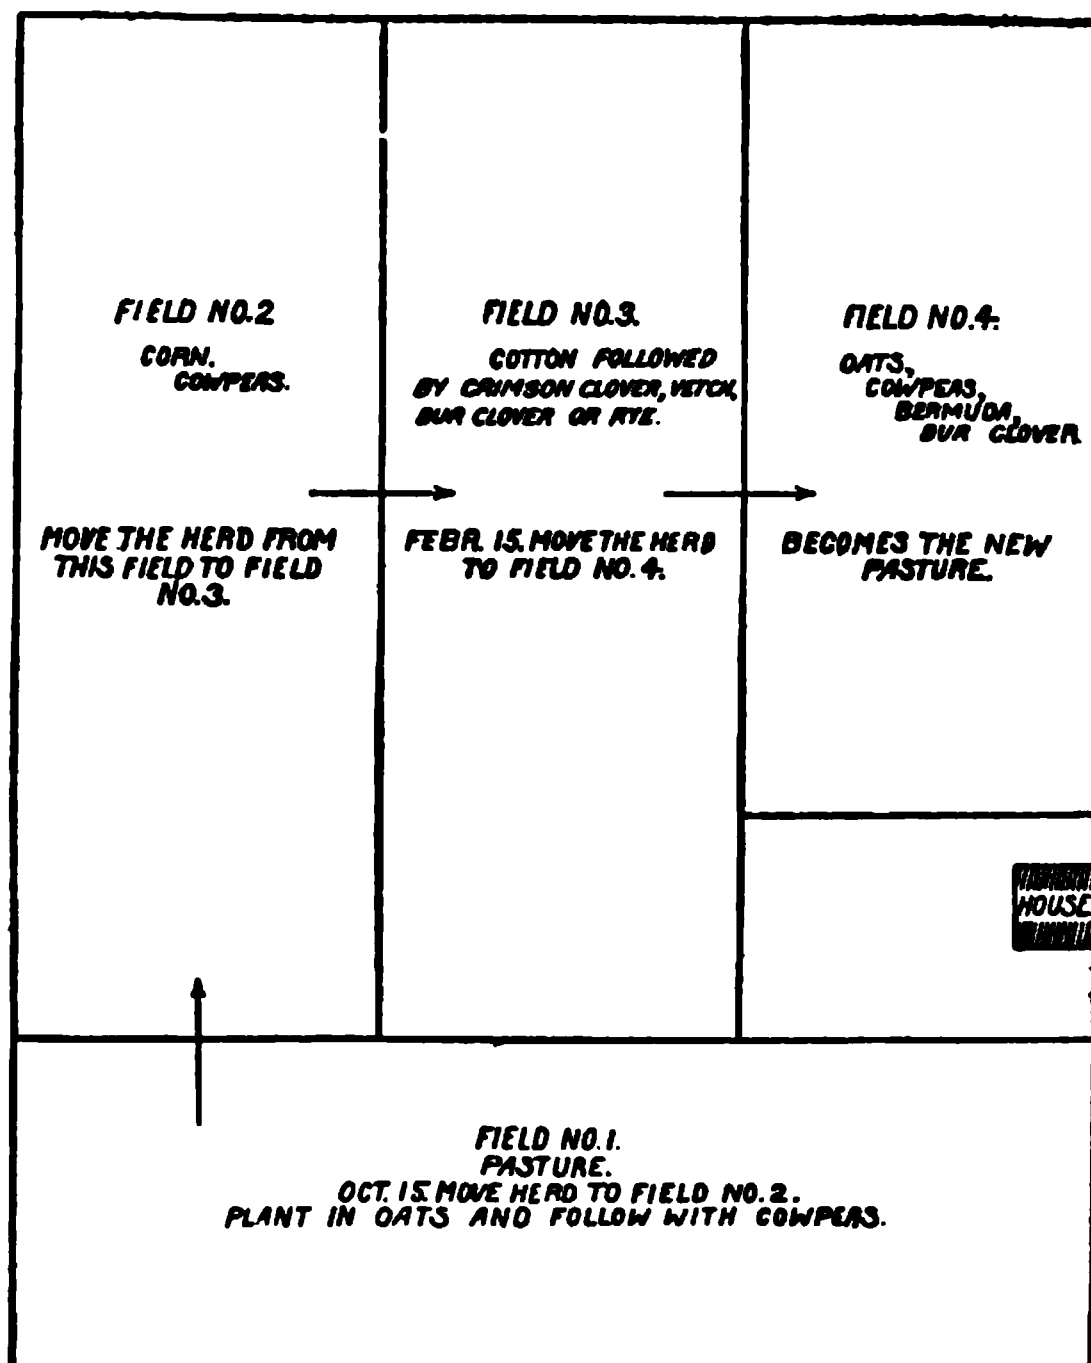 FIELD NO.2
CORN.
COWPERS.
MOVE THE HERD FROM
THIS FIELD TO FIELD
NO.3.
FIELD NO.3.
COTTON FOLLOWED
BY CRIMSON CLOVER, VETCH,
BUR CLOVER OR RYE.
FEBR. 15. MOVE THE HERD
TO FIELD NO.4.
FIELD NO.4.
OATS,
COWPERS,
BERMUDA,
BUR CLOVER
BECOMES THE NEW
PASTURE.
HOUSE
FIELD NO.1.
PASTURE.
OCT. 15. MOVE HERD TO FIELD NO.2.
PLANT IN OATS AND FOLLOW WITH COWPERS.